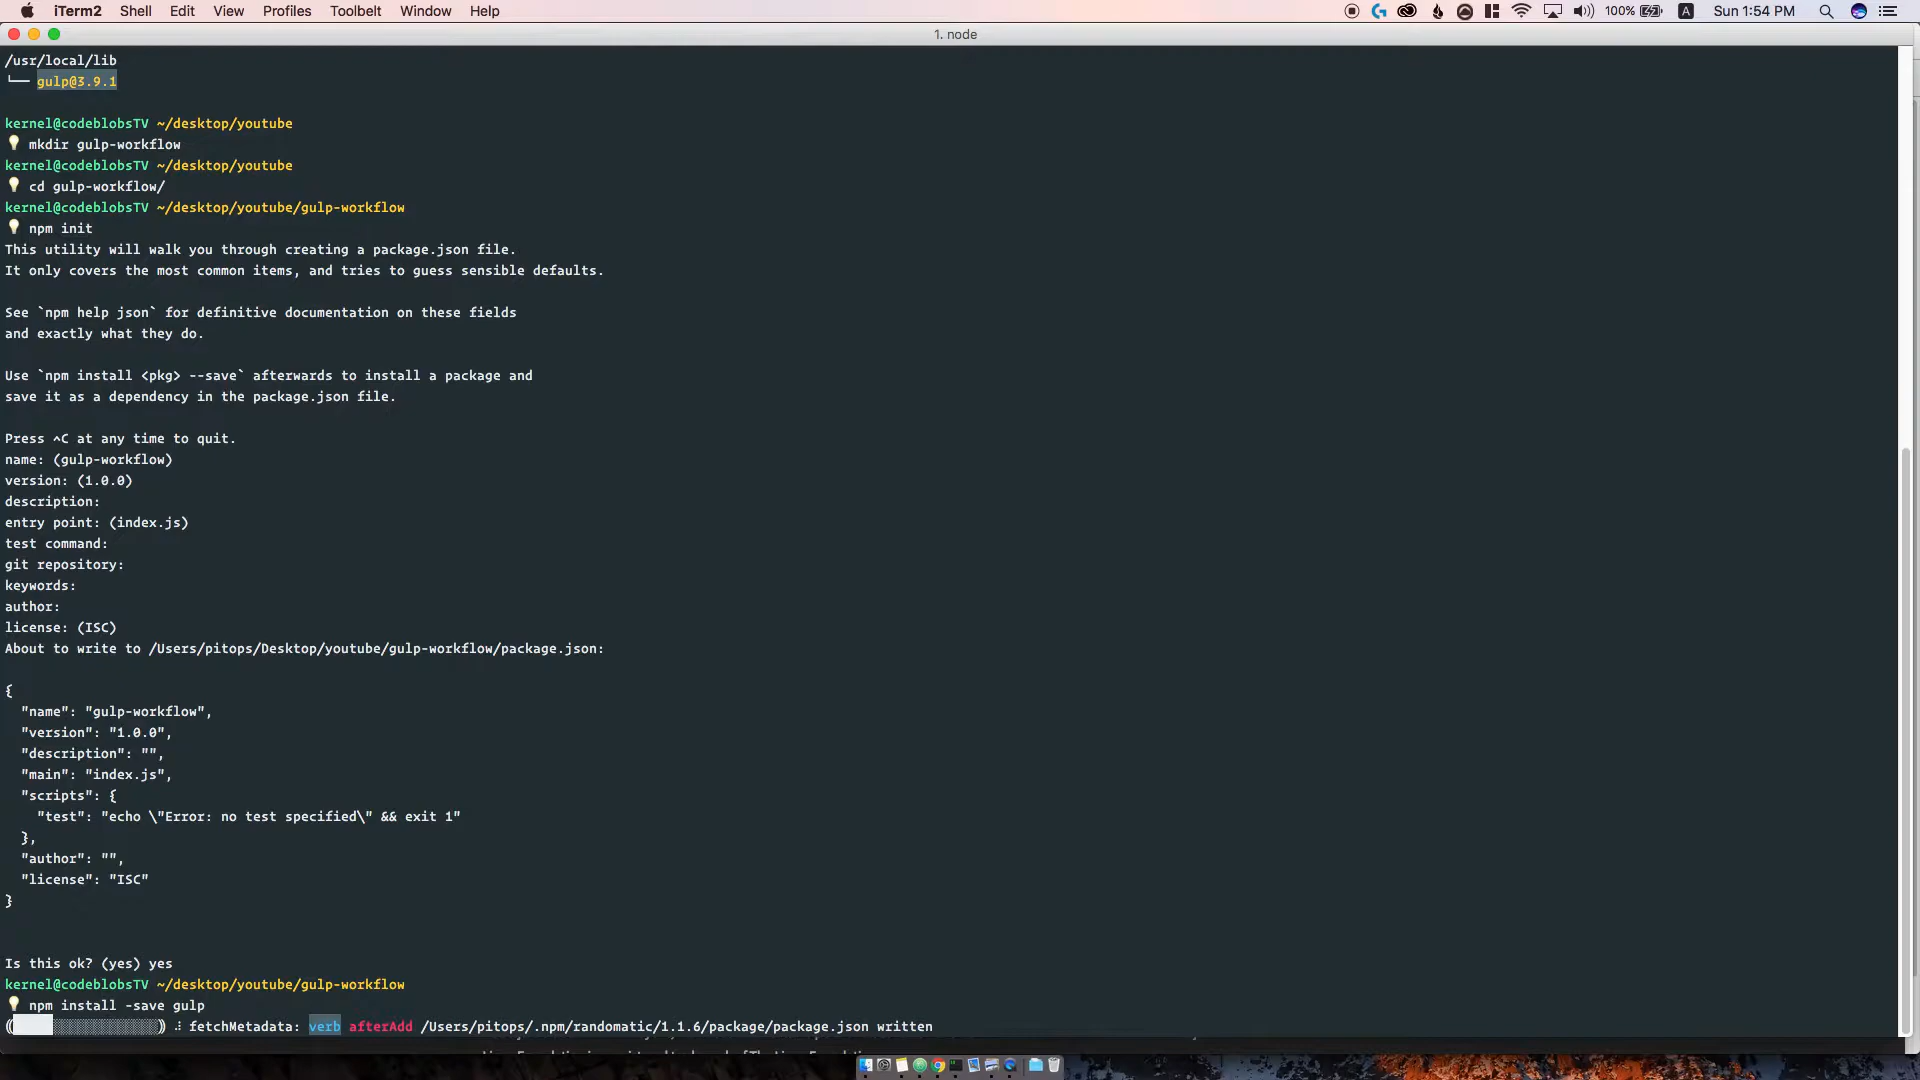 iTerm2 Shell Edit View Profiles Toolbelt Window Help 100% A Sun 1:54 PM
1. node
/usr/local/lib
└── gulp@3.9.1
kernel@codeblobsTV ~/desktop/youtube
mkdir gulp-workflow
kernel@codeblobsTV ~/desktop/youtube
cd gulp-workflow/
kernel@codeblobsTV ~/desktop/youtube/gulp-workflow
npm init
This utility will walk you through creating a package.json file.
It only covers the most common items, and tries to guess sensible defaults.
See `npm help json` for definitive documentation on these fields
and exactly what they do.
Use `npm install <pkg> --save` afterwards to install a package and
save it as a dependency in the package.json file.
Press ^C at any time to quit.
name: (gulp-workflow)
version: (1.0.0)
description:
entry point: (index.js)
test command:
git repository:
keywords:
author:
license: (ISC)
About to write to /Users/pitops/Desktop/youtube/gulp-workflow/package.json:
{
"name": "gulp-workflow",
"version": "1.0.0",
"description": "",
"main": "index.js",
"scripts": {
"test": "echo \"Error: no test specified\" && exit 1"
},
"author": "",
"license": "ISC"
}
Is this ok? (yes) yes
kernel@codeblobsTV ~/desktop/youtube/gulp-workflow
npm install -save gulp
fetchMetadata: verb afterAdd /Users/pitops/.npm/randomatic/1.1.6/package/package.json written